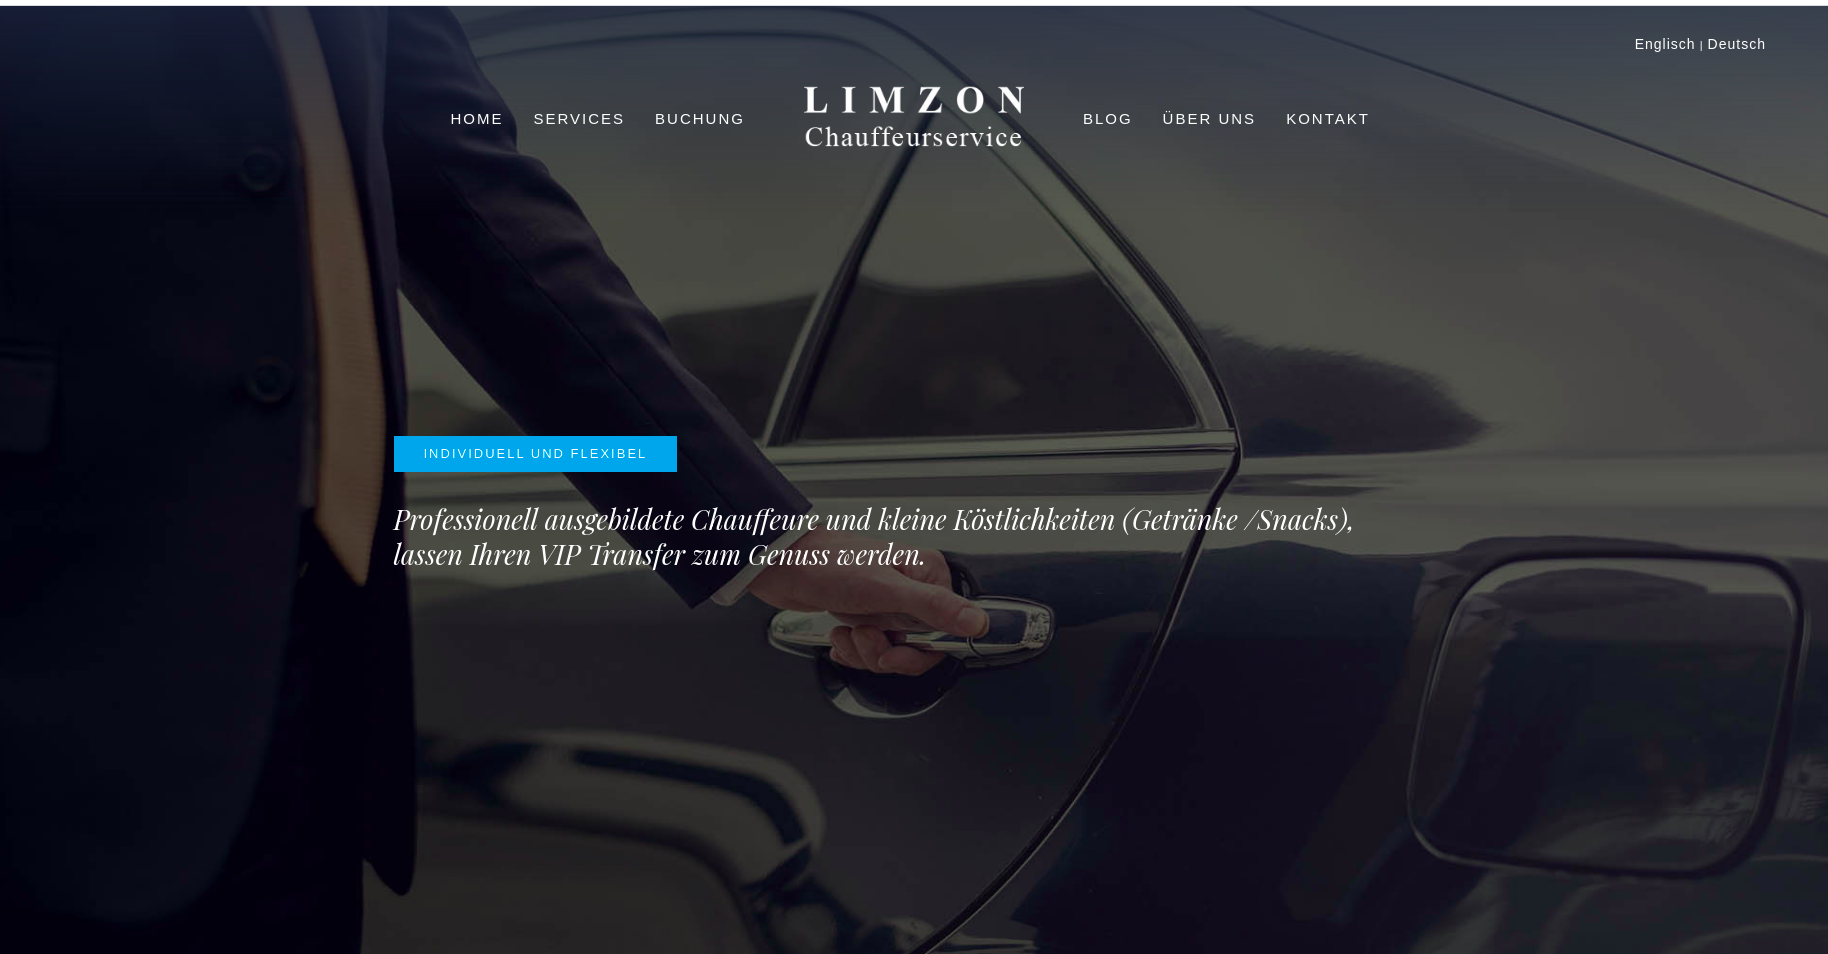 Englisch | Deutsch
HOME SERVICES BUCHUNG
LIMZON
Chauffeurservice
BLOG ÜBER UNS KONTAKT
INDIVIDUELL UND FLEXIBEL
Professionell ausgebildete Chauffeure und kleine Köstlichkeiten (Getränke /Snacks),
lassen Ihren VIP Transfer zum Genuss werden.